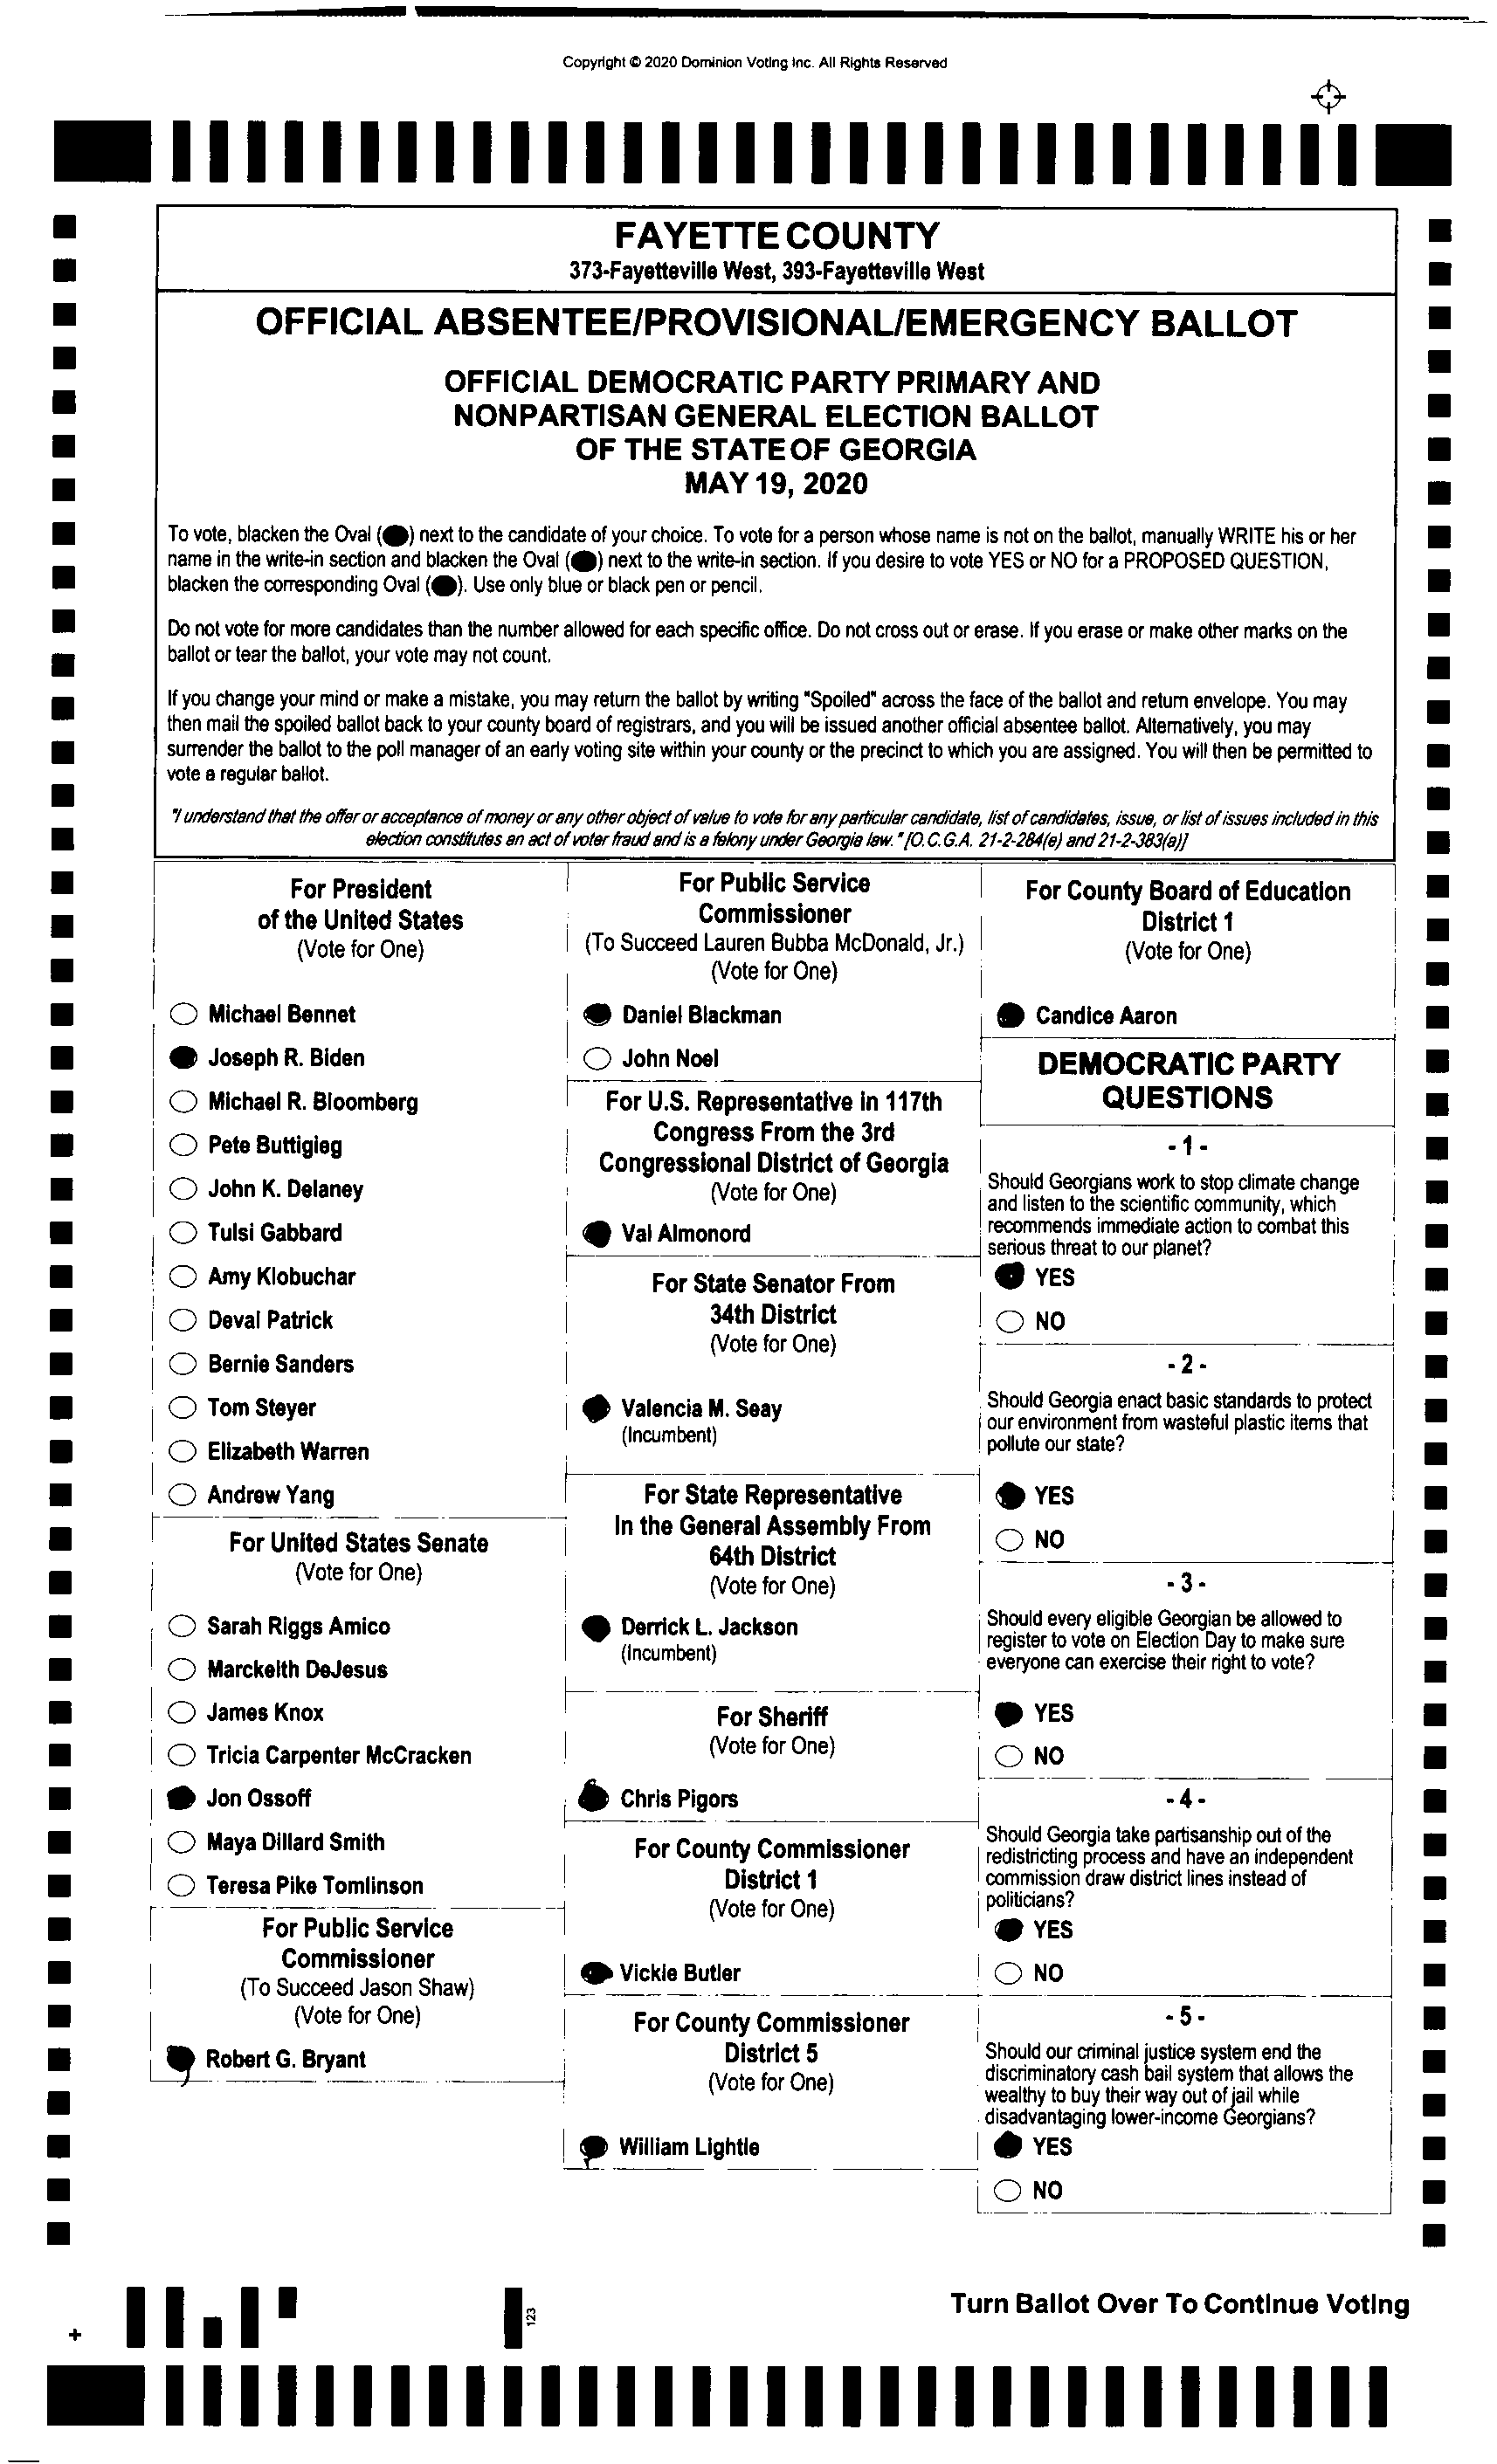 Copyright © 2020 Dominion Voting Inc. All Rights Reserved
FAYETTE COUNTY
373-Fayetteville West, 393-Fayetteville West
OFFICIAL ABSENTEE/PROVISIONAL/EMERGENCY BALLOT
OFFICIAL DEMOCRATIC PARTY PRIMARY AND
NONPARTISAN GENERAL ELECTION BALLOT
OF THE STATE OF GEORGIA
MAY 19, 2020
To vote, blacken the Oval ( ) next to the candidate of your choice. To vote for a person whose name is not on the ballot, manually WRITE his or her
name in the write-in section and blacken the Oval ( ) next to the write-in section. If you desire to vote YES or NO for a PROPOSED QUESTION,
blacken the corresponding Oval ( ). Use only blue or black pen or pencil.
Do not vote for more candidates than the number allowed for each specific office. Do not cross out or erase. If you erase or make other marks on the
ballot or tear the ballot, your vote may not count.
If you change your mind or make a mistake, you may return the ballot by writing "Spoiled" across the face of the ballot and return envelope. You may
then mail the spoiled ballot back to your county board of registrars, and you will be issued another official absentee ballot. Alternatively, you may
surrender the ballot to the poll manager of an early voting site within your county or the precinct to which you are assigned. You will then be permitted to
vote a regular ballot.
"I understand that the offer or acceptance of money or any other object of value to vote for any particular candidate, list of candidates, issue, or list of issues included in this
election constitutes an act of voter fraud and is a felony under Georgia law." [O.C.G.A. 21-2-284(e) and 21-2-383(a)]
For President
of the United States
(Vote for One)
Michael Bennet
Joseph R. Biden
Michael R. Bloomberg
Pete Buttigieg
John K. Delaney
Tulsi Gabbard
Amy Klobuchar
Deval Patrick
Bernie Sanders
Tom Steyer
Elizabeth Warren
Andrew Yang
For United States Senate
(Vote for One)
Sarah Riggs Amico
Marckeith DeJesus
James Knox
Tricia Carpenter McCracken
Jon Ossoff
Maya Dillard Smith
Teresa Pike Tomlinson
For Public Service
Commissioner
(To Succeed Jason Shaw)
(Vote for One)
Robert G. Bryant
For Public Service
Commissioner
(To Succeed Lauren Bubba McDonald, Jr.)
(Vote for One)
Daniel Blackman
John Noel
For U.S. Representative in 117th
Congress From the 3rd
Congressional District of Georgia
(Vote for One)
Val Almonord
For State Senator From
34th District
(Vote for One)
Valencia M. Seay
(Incumbent)
For State Representative
In the General Assembly From
64th District
(Vote for One)
Derrick L. Jackson
(Incumbent)
For Sheriff
(Vote for One)
Chris Pigors
For County Commissioner
District 1
(Vote for One)
Vickie Butler
For County Commissioner
District 5
(Vote for One)
William Lightle
For County Board of Education
District 1
(Vote for One)
Candice Aaron
DEMOCRATIC PARTY
QUESTIONS
- 1 -
Should Georgians work to stop climate change
and listen to the scientific community, which
recommends immediate action to combat this
serious threat to our planet?
YES
NO
- 2 -
Should Georgia enact basic standards to protect
our environment from wasteful plastic items that
pollute our state?
YES
NO
- 3 -
Should every eligible Georgian be allowed to
register to vote on Election Day to make sure
everyone can exercise their right to vote?
YES
NO
- 4 -
Should Georgia take partisanship out of the
redistricting process and have an independent
commission draw district lines instead of
politicians?
YES
NO
- 5 -
Should our criminal justice system end the
discriminatory cash bail system that allows the
wealthy to buy their way out of jail while
disadvantaging lower-income Georgians?
YES
NO
Turn Ballot Over To Continue Voting
123
+